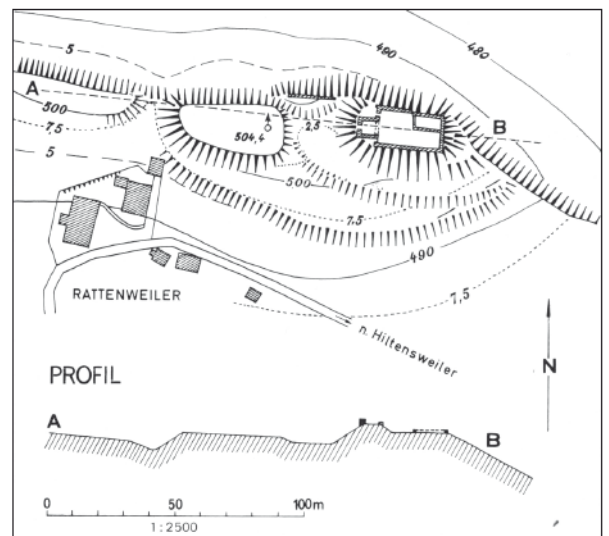 5
490
480
A
500
7,5
504,4
2,5
B
5
500
7,5
490
7,5
RATTENWEILER
n. Hiltensweiler
N
PROFIL
A
B
0 50 100m
1:2500